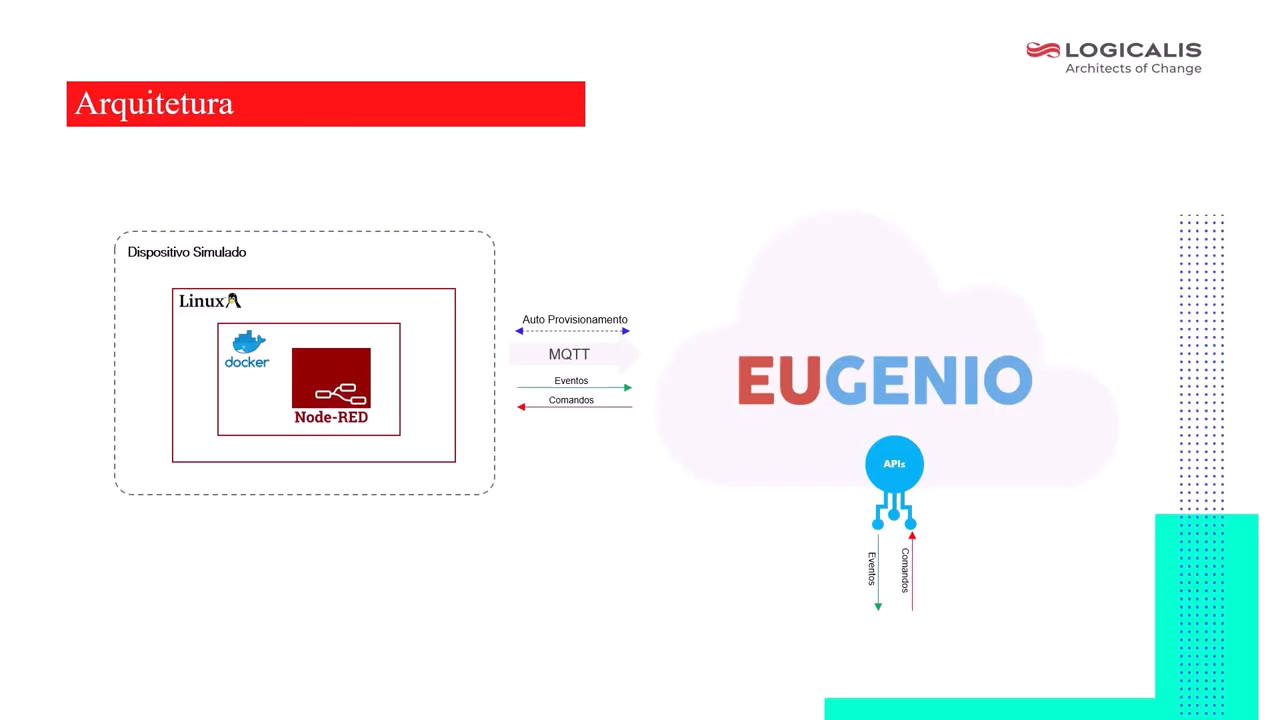 LOGICALIS
Architects of Change
Arquitetura
Dispositivo Simulado
Linux
docker
Node-RED
Auto Provisionamento
MQTT
Eventos
Comandos
EUGENIO
APIs
Eventos
Comandos